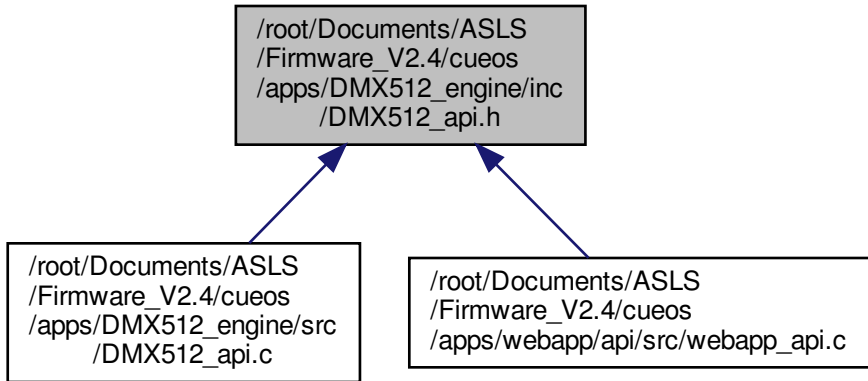 /root/Documents/ASLS
/Firmware_V2.4/cueos
/apps/DMX512_engine/inc
/DMX512_api.h
/root/Documents/ASLS
/Firmware_V2.4/cueos
/apps/DMX512_engine/src
/DMX512_api.c
/root/Documents/ASLS
/Firmware_V2.4/cueos
/apps/webapp/api/src/webapp_api.c